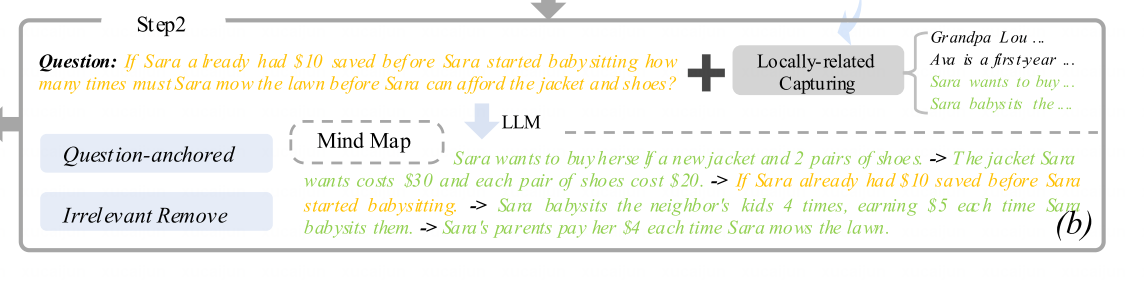 Step2
Question: If Sara already had $10 saved before Sara started babysitting how
many times must Sara mow the lawn before Sara can afford the jacket and shoes?
Locally-related
Capturing
Grandpa Lou ...
Ava is a first-year ...
Sara wants to buy ...
Sara babysits the ....
LLM
Question-anchored
Irrelevant Remove
Mind Map
Sara wants to buy herself a new jacket and 2 pairs of shoes. -> The jacket Sara
wants costs $30 and each pair of shoes cost $20. -> If Sara already had $10 saved before Sara
started babysitting. -> Sara babysits the neighbor's kids 4 times, earning $5 each time Sara
babysits them. -> Sara's parents pay her $4 each time Sara mows the lawn.
(b)